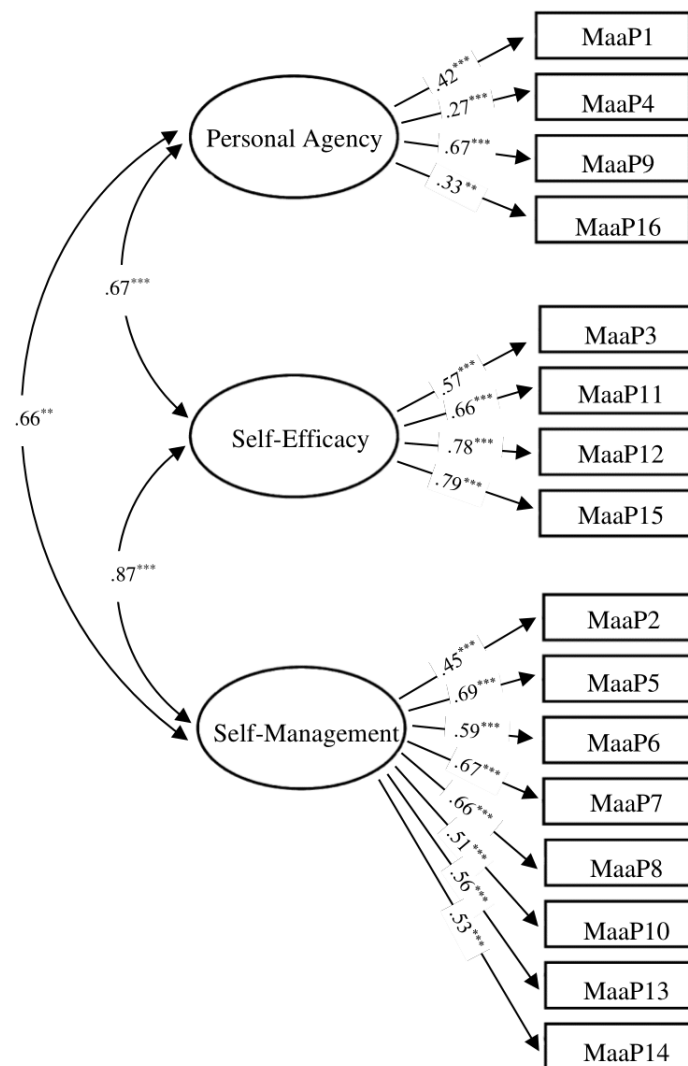 MaaP1
.42***
MaaP4
.27***
Personal Agency
.67***
MaaP9
.33**
MaaP16
.67***
MaaP3
.57***
MaaP11
.66***
.66**
Self-Efficacy
.78***
MaaP12
.79***
MaaP15
.87***
MaaP2
.45***
MaaP5
.69***
Self-Management
.59***
MaaP6
.67***
MaaP7
.66***
MaaP8
.51***
MaaP10
.56***
MaaP13
.53***
MaaP14